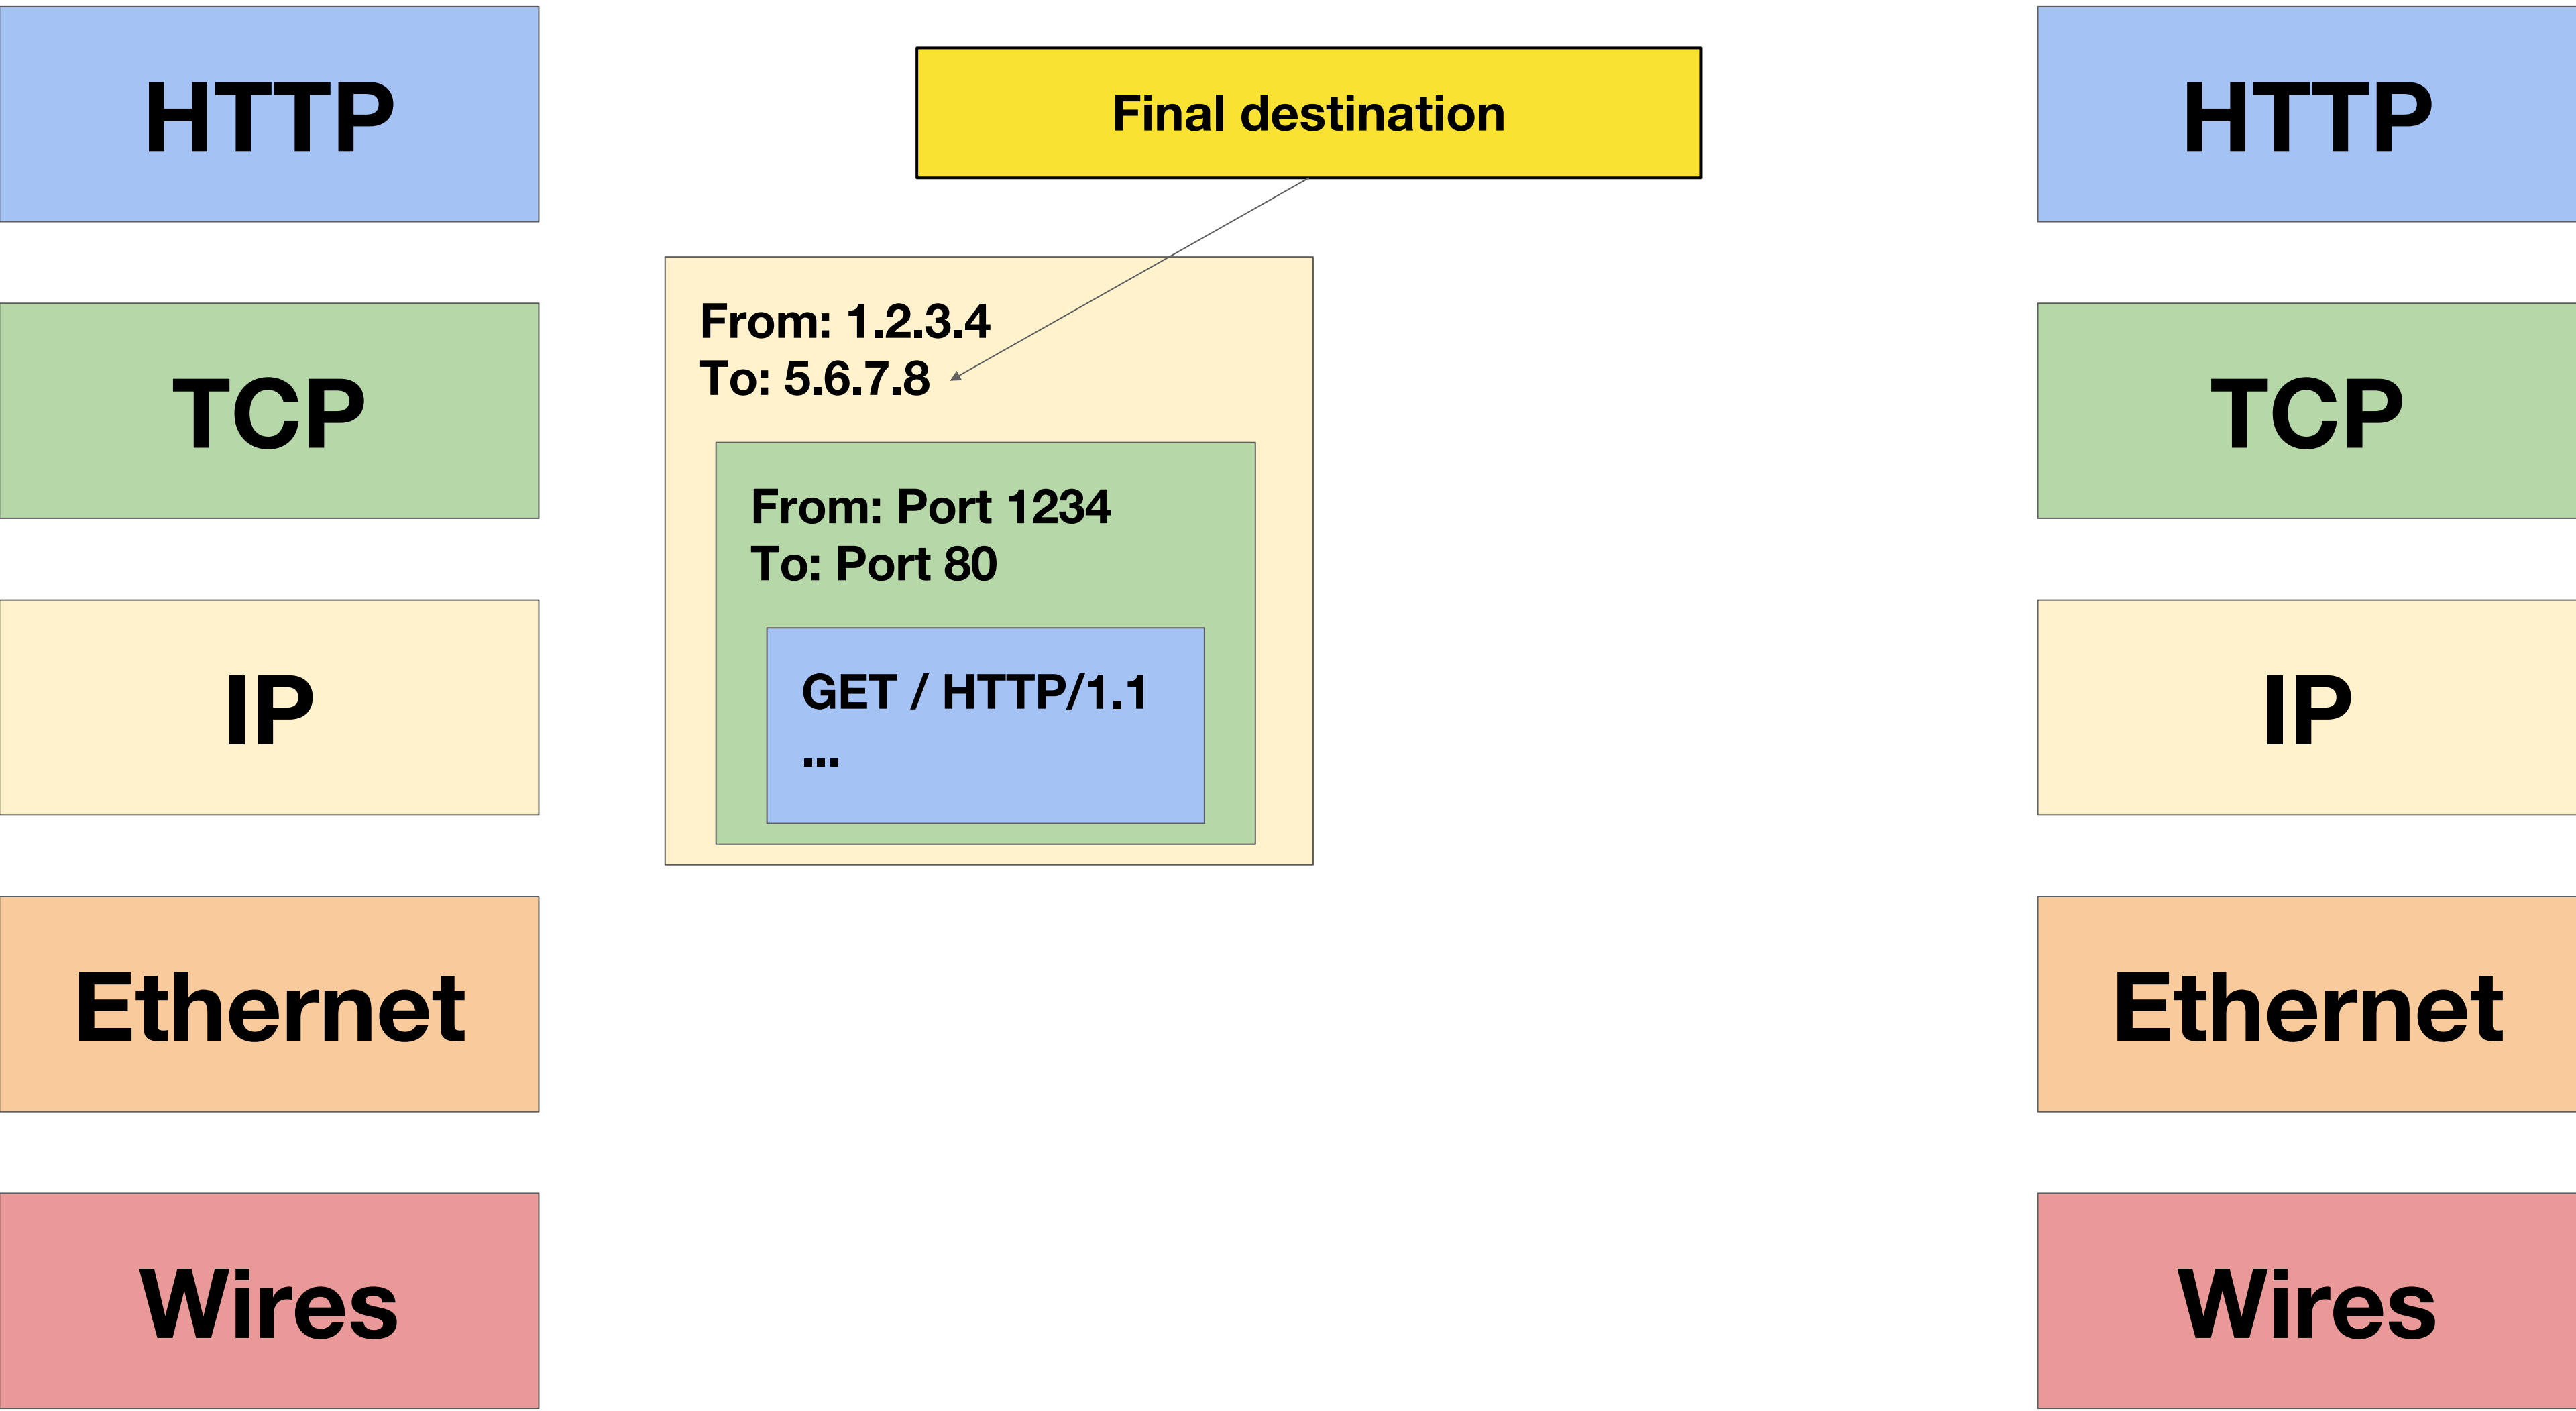 HTTP
TCP
IP
Ethernet
Wires
Final destination
From: 1.2.3.4
To: 5.6.7.8
From: Port 1234
To: Port 80
GET / HTTP/1.1
...
HTTP
TCP
IP
Ethernet
Wires